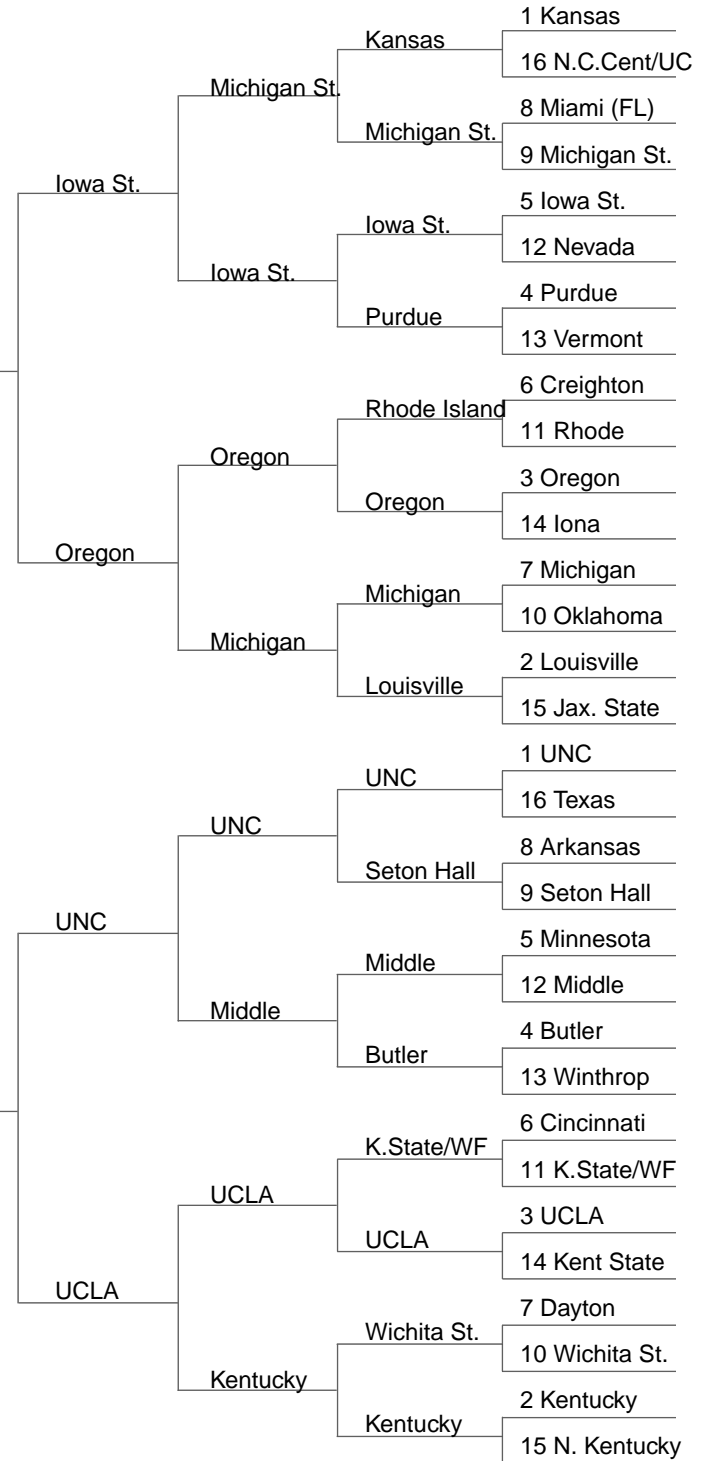 1 Kansas
Kansas
16 N.C.Cent/UC
Michigan St.
8 Miami (FL)
Michigan St.
9 Michigan St.
Iowa St.
5 Iowa St.
Iowa St.
12 Nevada
Iowa St.
4 Purdue
Purdue
13 Vermont
6 Creighton
Rhode Island
11 Rhode
Oregon
3 Oregon
Oregon
14 Iona
Oregon
7 Michigan
Michigan
10 Oklahoma
Michigan
2 Louisville
Louisville
15 Jax. State
1 UNC
UNC
16 Texas
UNC
8 Arkansas
Seton Hall
9 Seton Hall
UNC
5 Minnesota
Middle
12 Middle
Middle
4 Butler
Butler
13 Winthrop
6 Cincinnati
K.State/WF
11 K.State/WF
UCLA
3 UCLA
UCLA
14 Kent State
UCLA
7 Dayton
Wichita St.
10 Wichita St.
Kentucky
2 Kentucky
Kentucky
15 N. Kentucky